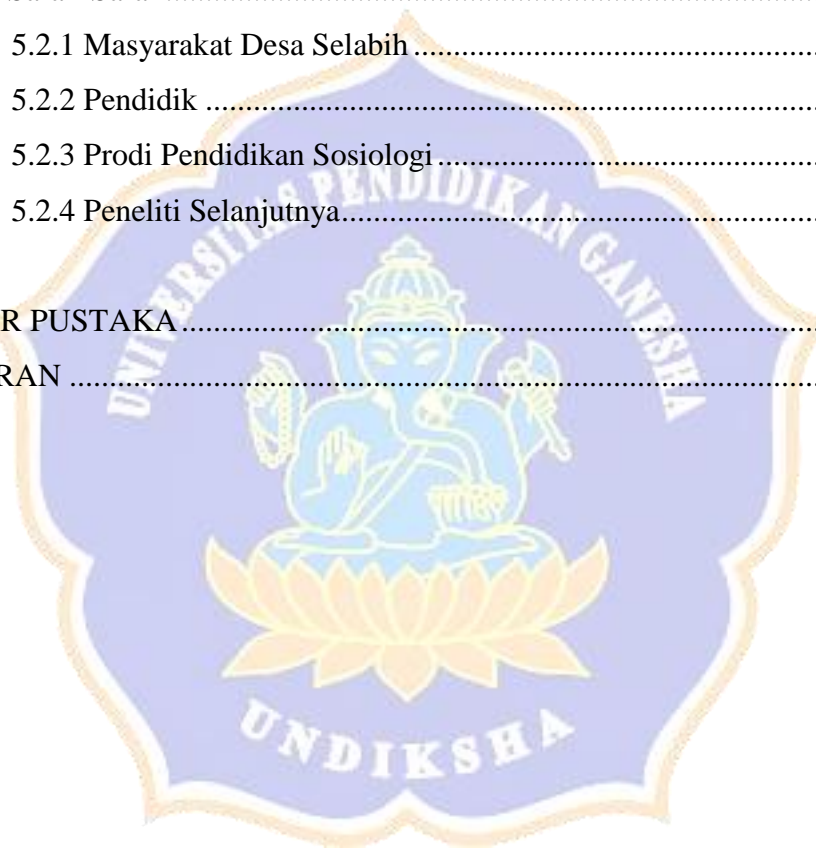 5.2.1 Masyarakat Desa Selabih ........................................................
5.2.2 Pendidik ........................................................
5.2.3 Prodi Pendidikan Sosiologi ........................................................
5.2.4 Peneliti Selanjutnya ........................................................
R PUSTAKA ........................................................
RAN ........................................................
UNIVERSITAS PENDIDIKAN GANESHA
UNDIKSHA